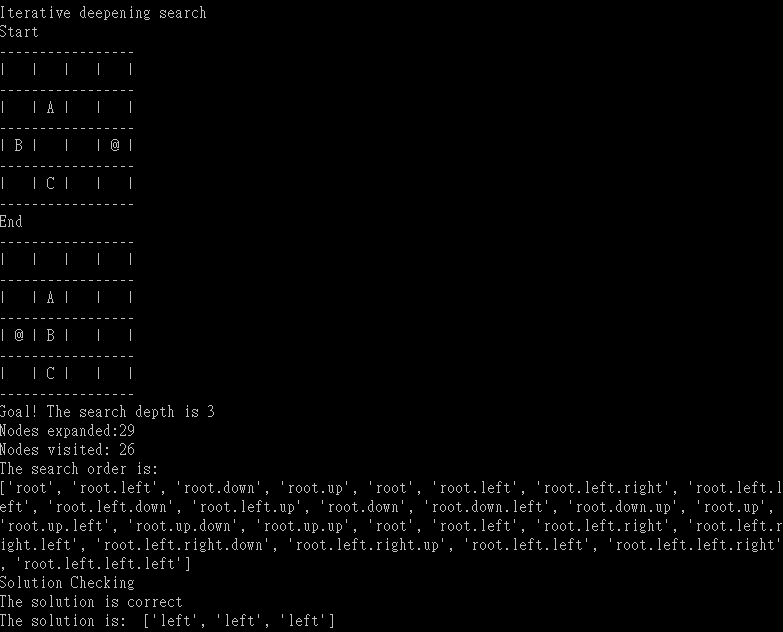 Iterative deepening search
Start
-----------------
|   |   |   |   |
-----------------
|   | A |   |   |
-----------------
| B |   |   | @ |
-----------------
|   | C |   |   |
-----------------
End
-----------------
|   |   |   |   |
-----------------
|   | A |   |   |
-----------------
| @ | B |   |   |
-----------------
|   | C |   |   |
-----------------
Goal! The search depth is 3
Nodes expanded:29
Nodes visited: 26
The search order is:
['root', 'root.left', 'root.down', 'root.up', 'root', 'root.left', 'root.left.right', 'root.left.l
eft', 'root.left.down', 'root.left.up', 'root.down', 'root.down.left', 'root.down.up', 'root.up',
'root.up.left', 'root.up.down', 'root.up.up', 'root', 'root.left', 'root.left.right', 'root.left.r
ight.left', 'root.left.right.down', 'root.left.right.up', 'root.left.left', 'root.left.left.right'
, 'root.left.left.left']
Solution Checking
The solution is correct
The solution is:  ['left', 'left', 'left']